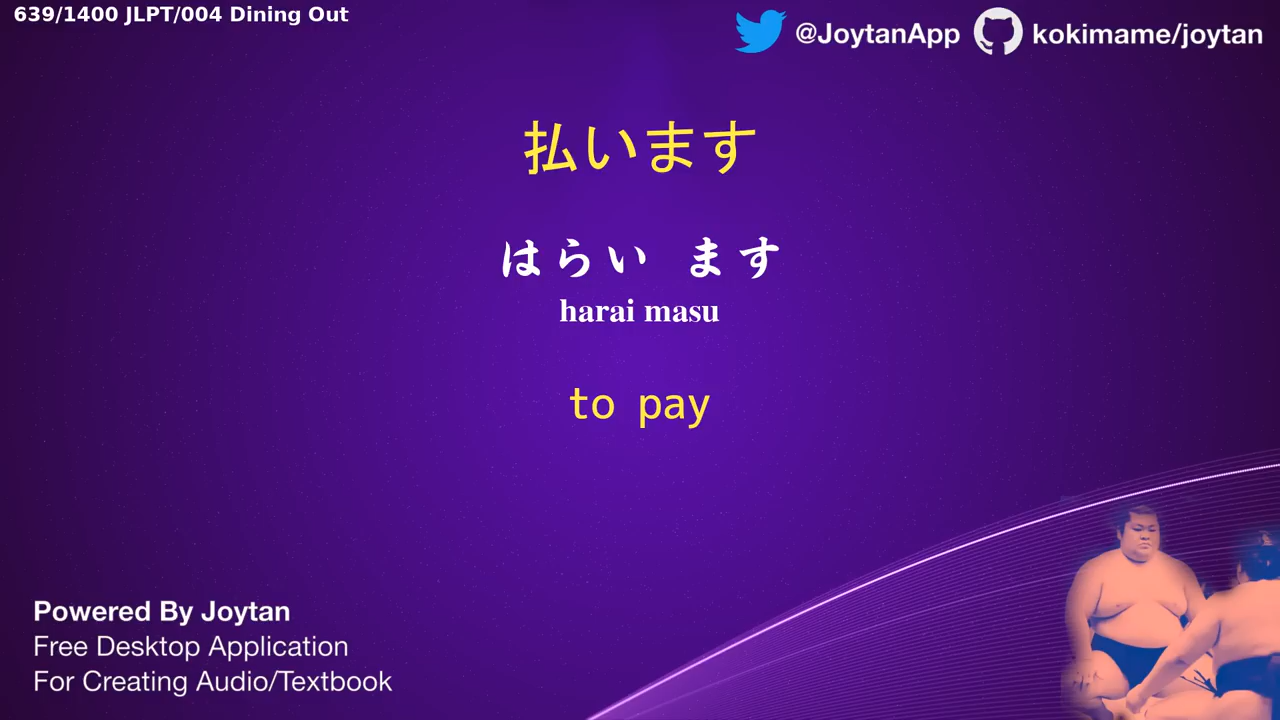 639/1400 JLPT/004 Dining Out
@JoytanApp kokimame/joytan
払います
はらい ます
harai masu
to pay
Powered By Joytan
Free Desktop Application
For Creating Audio/Textbook